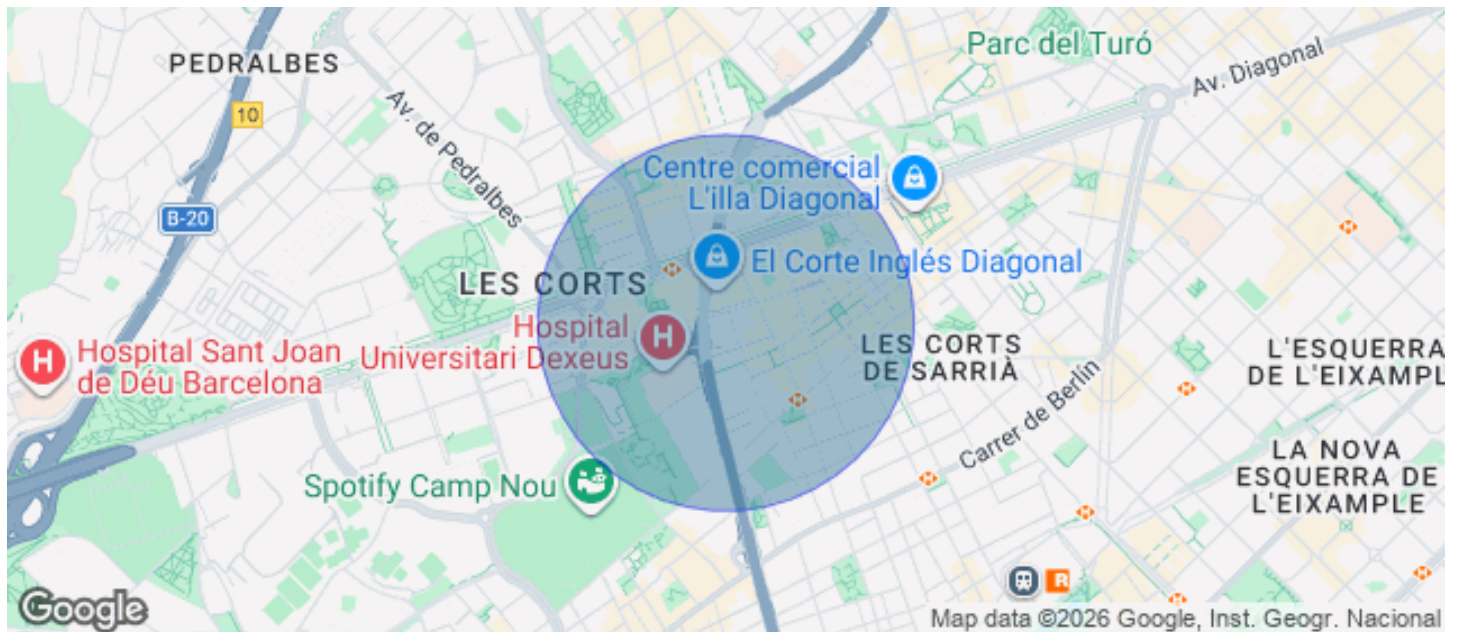 Parc del Turó
Av. Diagonal
PEDRALBES
10
Av. de Pedralbes
Centre comercial
L'illa Diagonal
B-20
El Corte Inglés Diagonal
LES CORTS
Hospital
Universitari Dexeus
H
H
Hospital Sant Joan
de Déu Barcelona
LES CORTS
DE SARRIÀ
L'ESQUERRA
DE L'EIXAMPL
Carrer de Berlin
LA NOVA
ESQUERRA DE
L'EIXAMPLE
Spotify Camp Nou
R
Google
Map data ©2026 Google, Inst. Geogr. Nacional